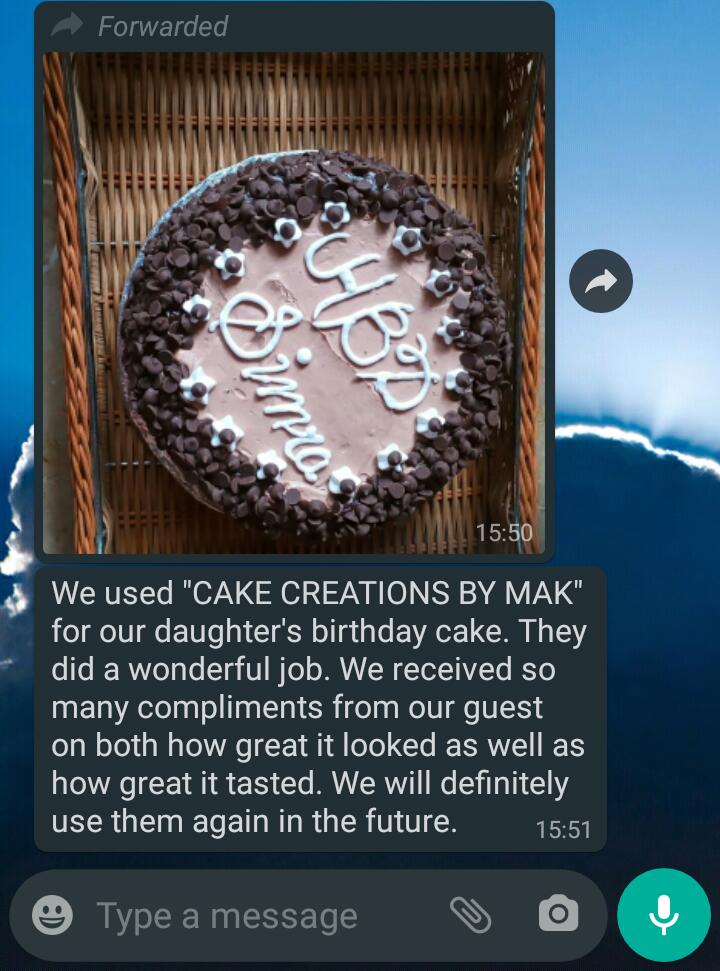 Forwarded
HBD
Simra
15:50
We used "CAKE CREATIONS BY MAK"
for our daughter's birthday cake. They
did a wonderful job. We received so
many compliments from our guest
on both how great it looked as well as
how great it tasted. We will definitely
use them again in the future.
15:51
Type a message